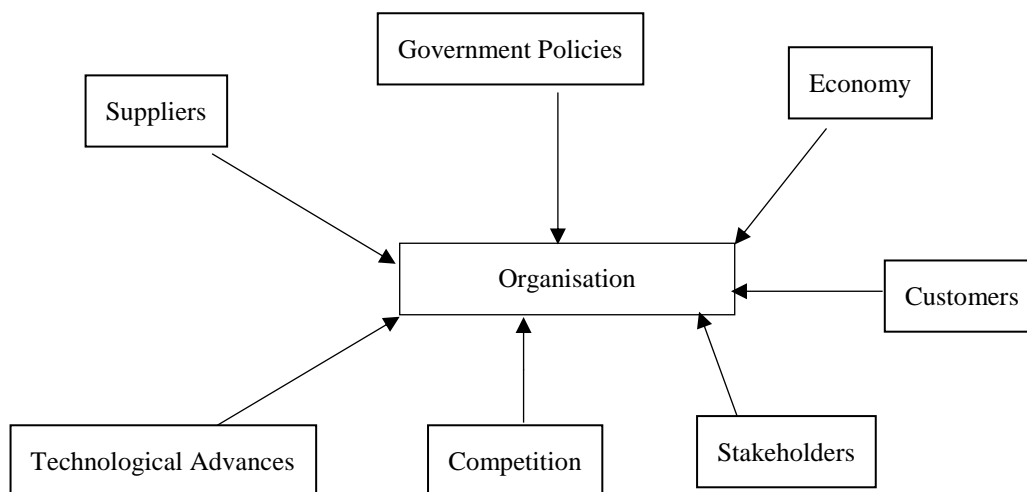 Government Policies
Economy
Suppliers
Organisation
Customers
Stakeholders
Technological Advances
Competition